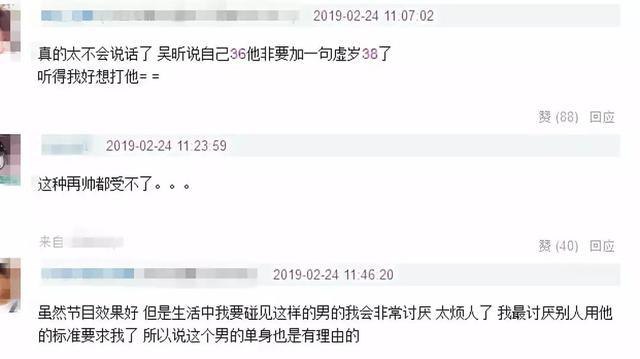 2019-02-24 11:07:02
真的太不会说话了 吴昕说自己36他非要加一句虚岁38了
听得我好想打他= =
赞 (88) 回应
2019-02-24 11:23:59
这种再帅都受不了。。。
来自
赞 (40) 回应
2019-02-24 11:46:20
虽然节目效果好 但是生活中我要碰见这样的男的我会非常讨厌 太烦人了 我最讨厌别人用他
的标准要求我了 所以说这个男的单身也是有理由的